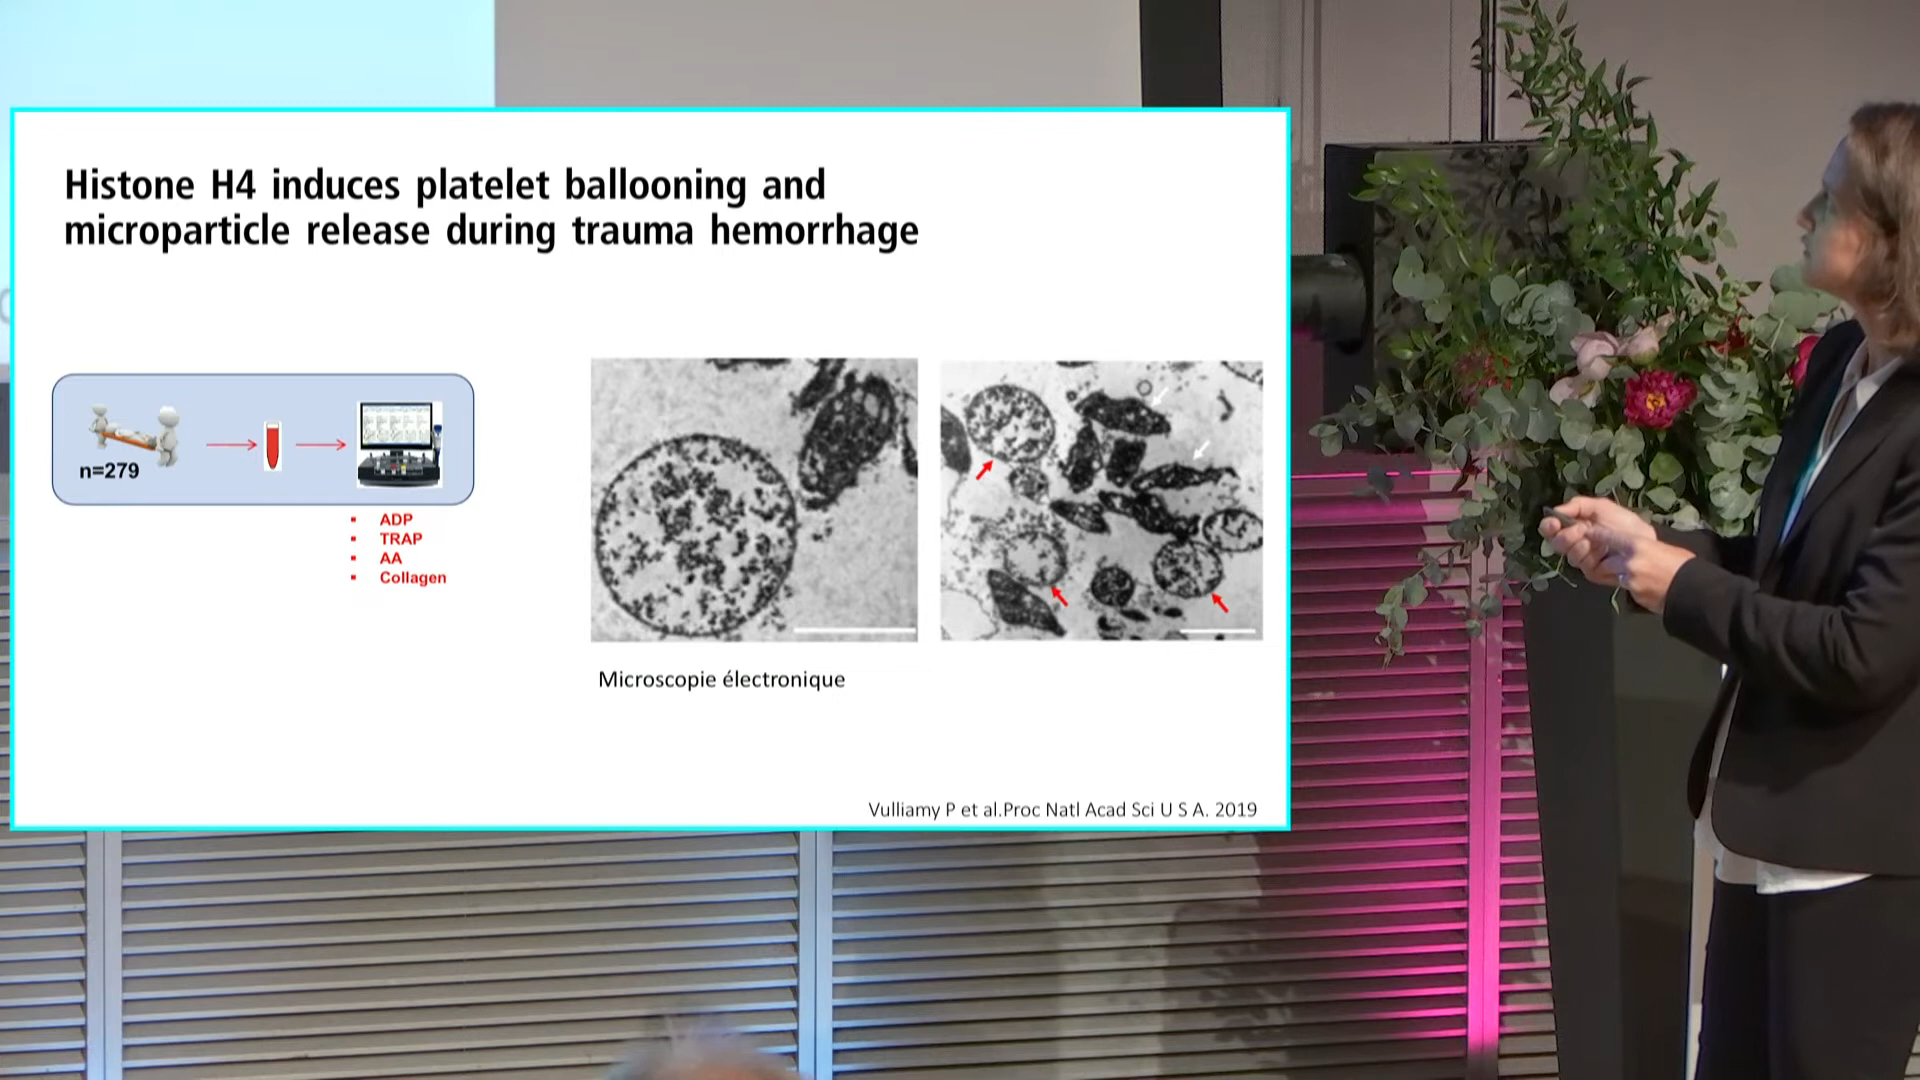 Histone H4 induces platelet ballooning and
microparticle release during trauma hemorrhage
n=279
ADP
TRAP
AA
Collagen
Microscopie électronique
Vulliamy P et al.Proc Natl Acad Sci U S A. 2019